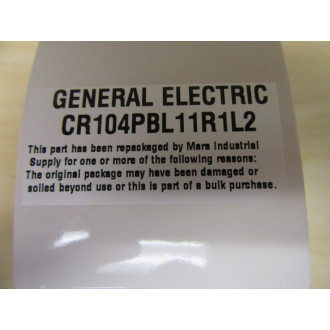 GENERAL ELECTRIC
CR104PBL11R1L2
This part has been repackaged by Mara Industrial
Supply for one or more of the following reasons:
The original package may have been damaged or
soiled beyond use or this is part of a bulk purchase.